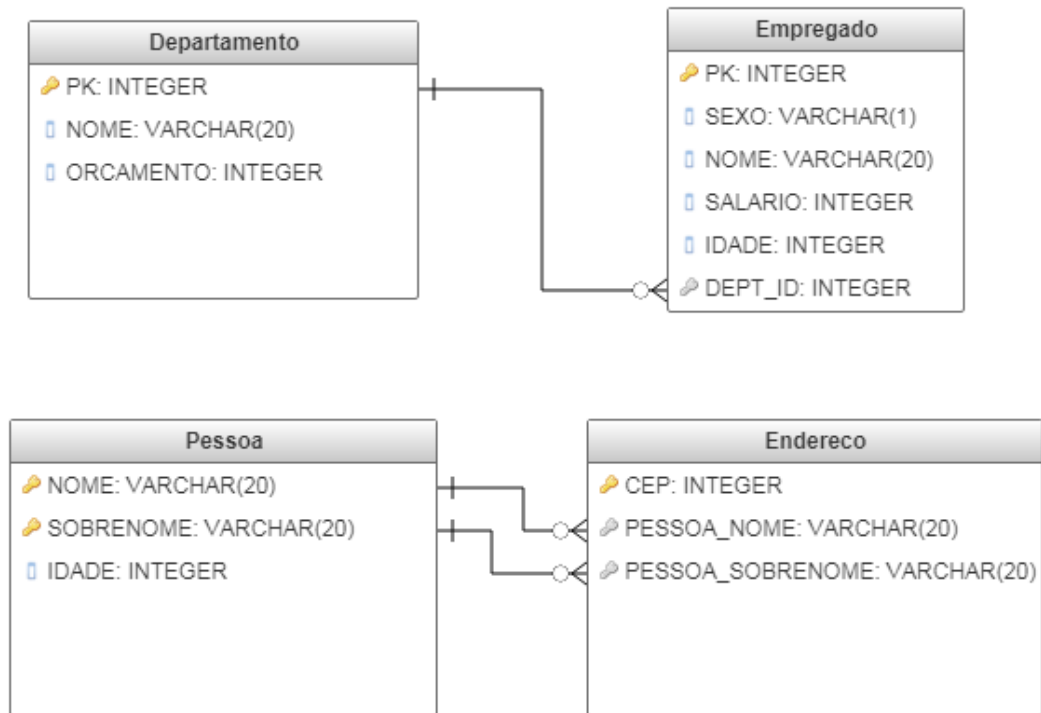 Departamento
PK: INTEGER
NOME: VARCHAR(20)
ORCAMENTO: INTEGER
Empregado
PK: INTEGER
SEXO: VARCHAR(1)
NOME: VARCHAR(20)
SALARIO: INTEGER
IDADE: INTEGER
DEPT_ID: INTEGER
Pessoa
NOME: VARCHAR(20)
SOBRENOME: VARCHAR(20)
IDADE: INTEGER
Endereco
CEP: INTEGER
PESSOA_NOME: VARCHAR(20)
PESSOA_SOBRENOME: VARCHAR(20)